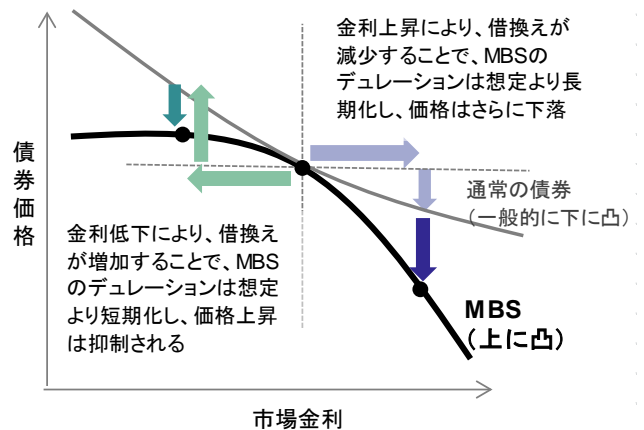 金利上昇により、借換えが
減少することで、MBSの
デュレーションは想定より長
期化し、価格はさらに下落
債券価格
通常の債券
(一般的に下に凸)
金利低下により、借換え
が増加することで、MBS
のデュレーションは想定
より短期化し、価格上昇
は抑制される
MBS
(上に凸)
市場金利